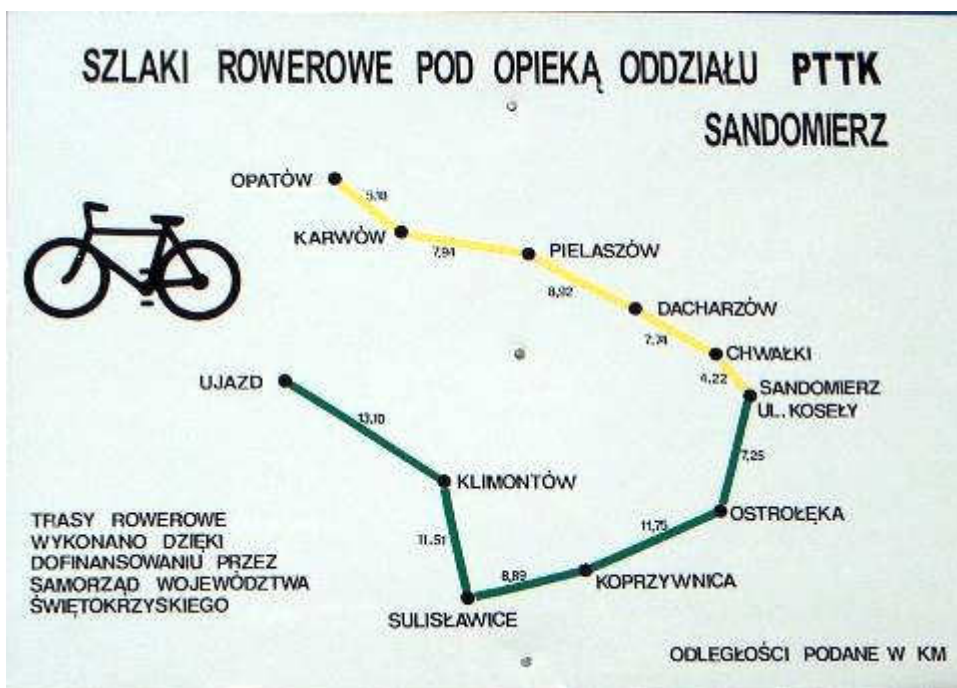 SZLAKI ROWEROWE POD OPIEKĄ ODDZIAŁU PTTK
SANDOMIERZ
OPATÓW
5,18
KARWÓW
7,94
PIELASZÓW
8,92
DACHARZÓW
7,74
CHWAŁKI
4,22
SANDOMIERZ
UL. KOSEŁY
UJAZD
13,10
7,25
KLIMONTÓW
OSTROŁĘKA
11,75
11,51
8,89
KOPRZYWNICA
SULISŁAWICE
TRASY ROWEROWE
WYKONANO DZIĘKI
DOFINANSOWANIU PRZEZ
SAMORZĄD WOJEWÓDZTWA
ŚWIĘTOKRZYSKIEGO
ODLEGŁOŚCI PODANE W KM